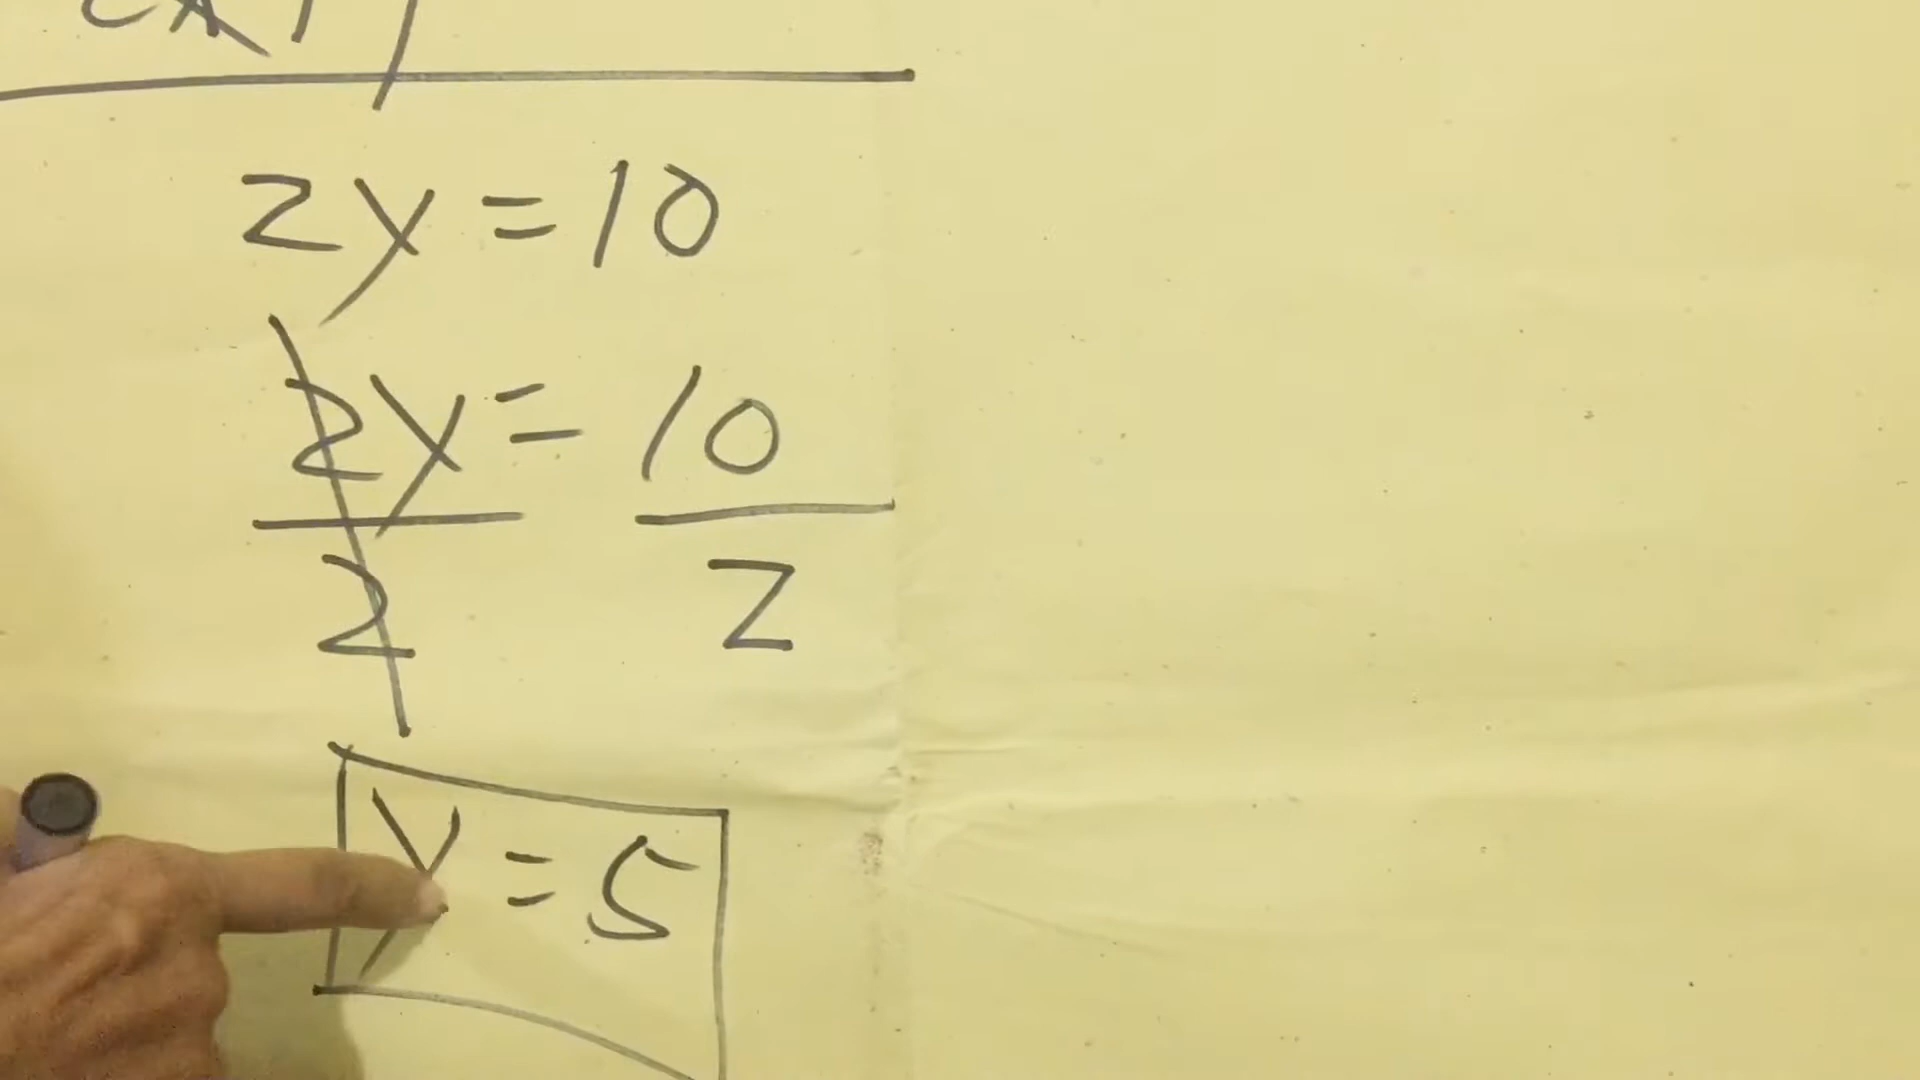 2y = 10
2y = 10
2 2
y = 5